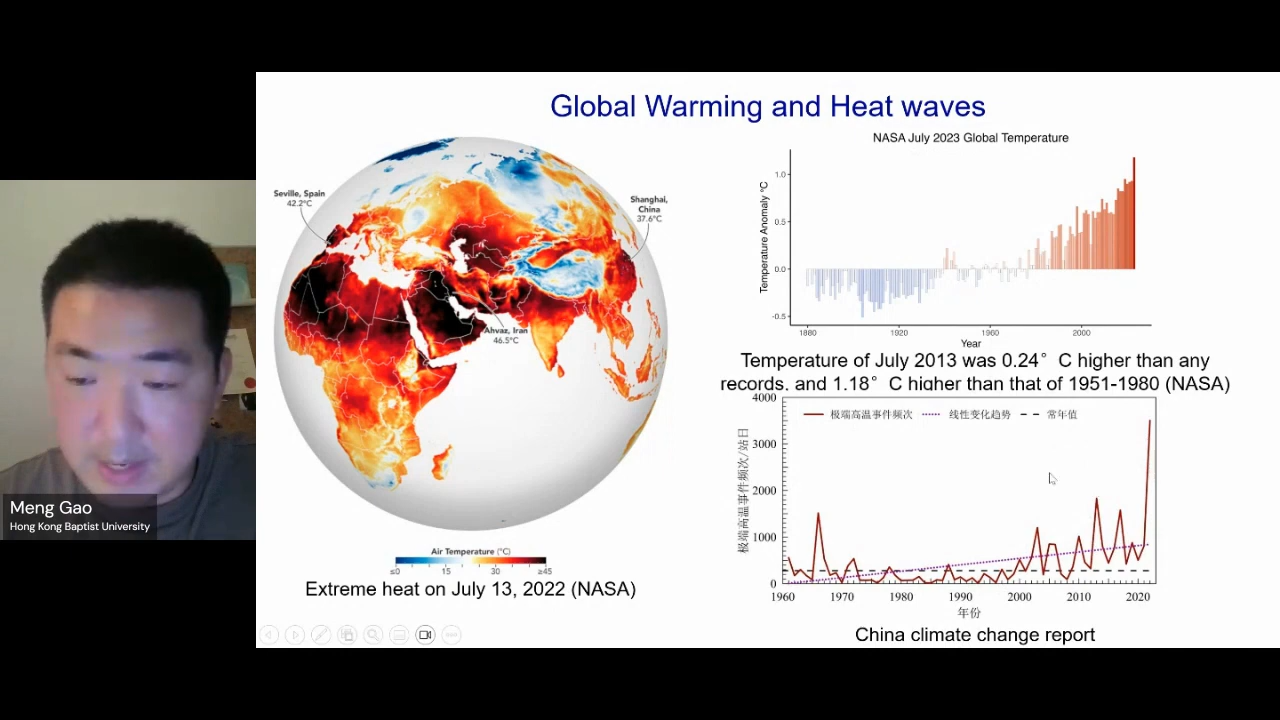 Global Warming and Heat waves
Seville, Spain
42.2°C
Shanghai,
China
37.6°C
Ahvaz, Iran
46.5°C
Air Temperature (°C)
≤0 15 30 ≥45
Extreme heat on July 13, 2022 (NASA)
NASA July 2023 Global Temperature
Temperature Anomaly °C
1.0
0.5
0.0
-0.5
1880 1920 1960 2000
Year
Temperature of July 2013 was 0.24° C higher than any
records, and 1.18° C higher than that of 1951-1980 (NASA)
极端高温事件频次 线性变化趋势 常年值
极端高温事件频次/站日
4000
3000
2000
1000
0
1960 1970 1980 1990 2000 2010 2020
年份
China climate change report
Meng Gao
Hong Kong Baptist University